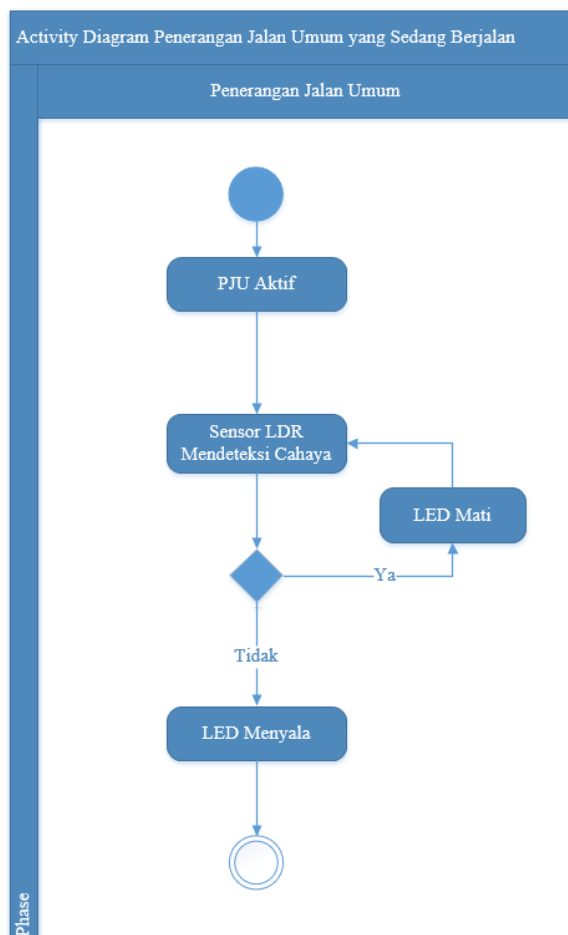 Activity Diagram Penerangan Jalan Umum yang Sedang Berjalan
Penerangan Jalan Umum
PJU Aktif
Sensor LDR
Mendeteksi Cahaya
LED Mati
Ya
Tidak
LED Menyala
Phase